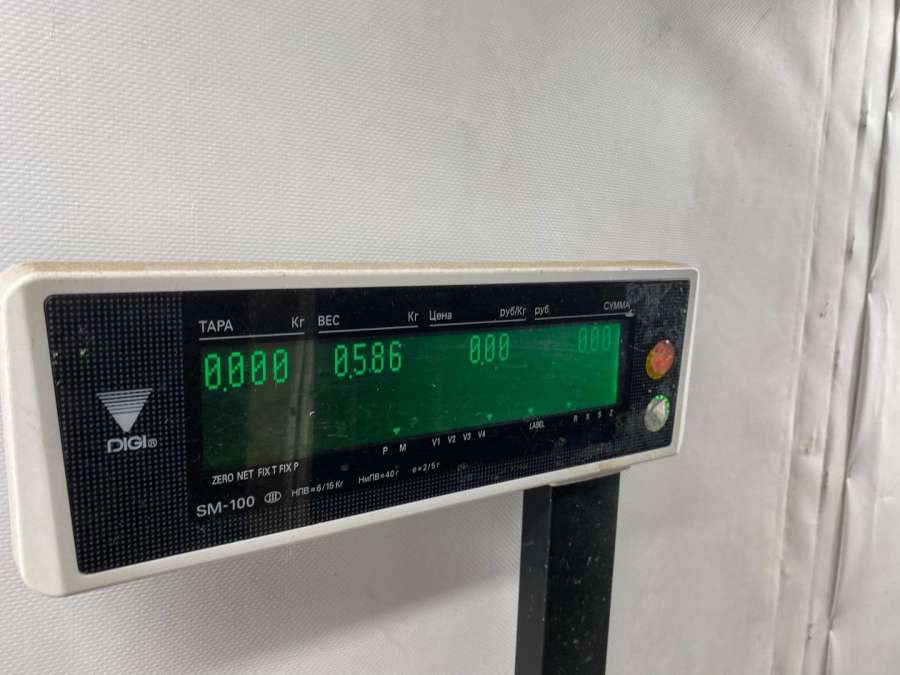 ТАРА Кг ВЕС Кг Цена руб/Кг руб СУММА
0.000 0.586 0.00 0.00
DIGI®
P M V1 V2 V3 V4 LABEL R X S Z
ZERO NET FIX T FIX P
SM-100 III НПВ=6/15 Кг НмПВ=40г e=2/5г